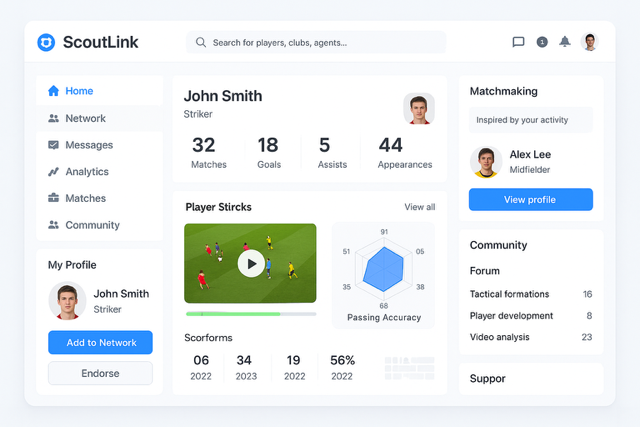 ScoutLink
Search for players, clubs, agents...
1
Home
Network
Messages
Analytics
Matches
Community
My Profile
John Smith
Striker
Add to Network
Endorse
John Smith
Striker
32 18 5 44
Matches Goals Assists Appearances
Player Stircks View all
91
51 05
35 38
68
Passing Accuracy
Scorforms
06 34 19 56%
2022 2023 2022 2022
Matchmaking
Inspired by your activity
Alex Lee
Midfielder
View profile
Community
Forum
Tactical formations 16
Player development 8
Video analysis 23
Suppor